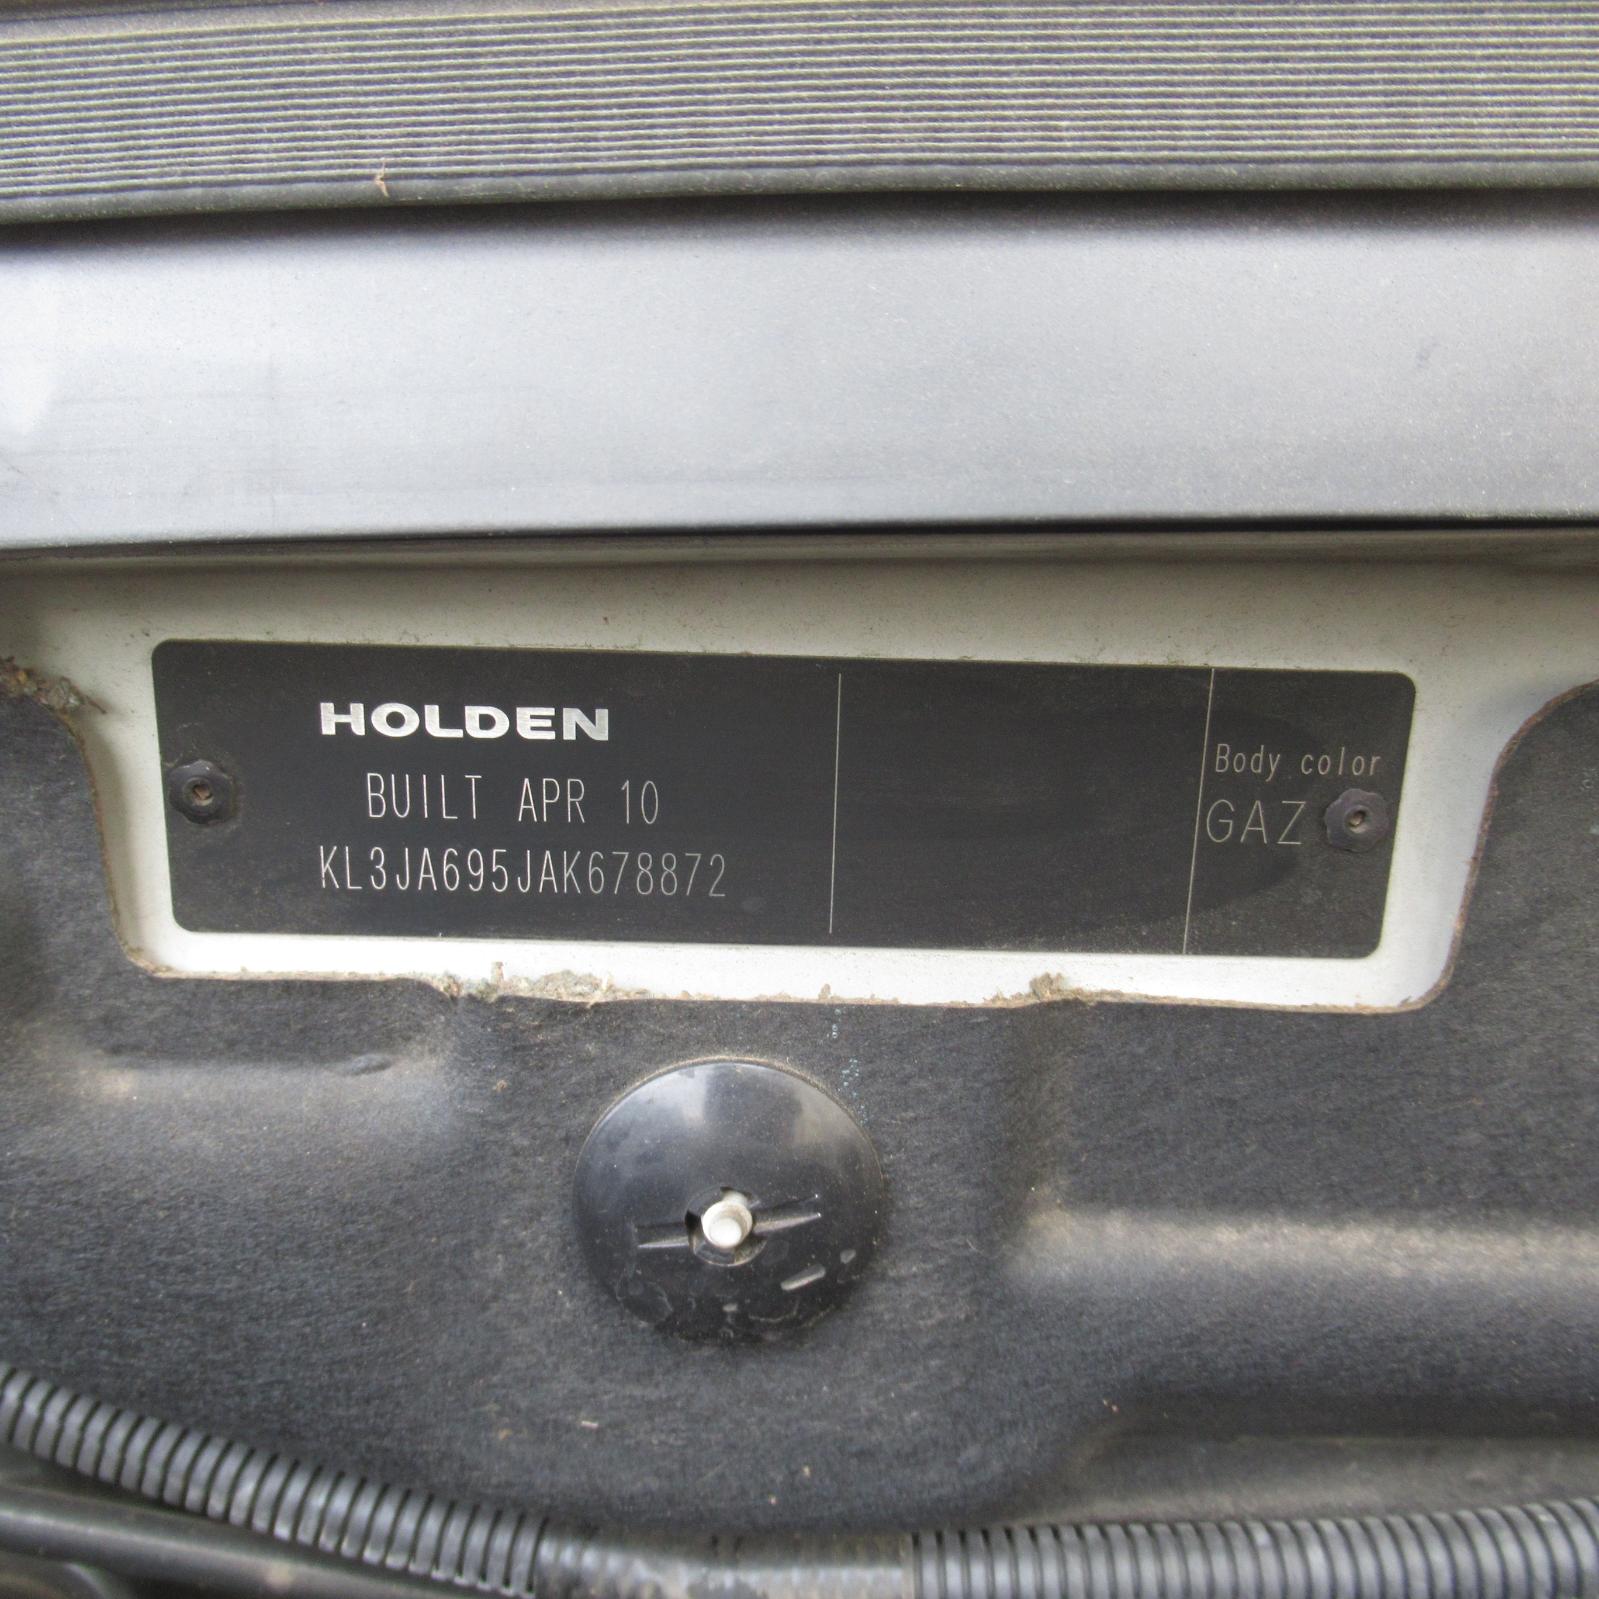 HOLDEN
BUILT APR 10
KL3JA695JAK678872
Body color
GAZ